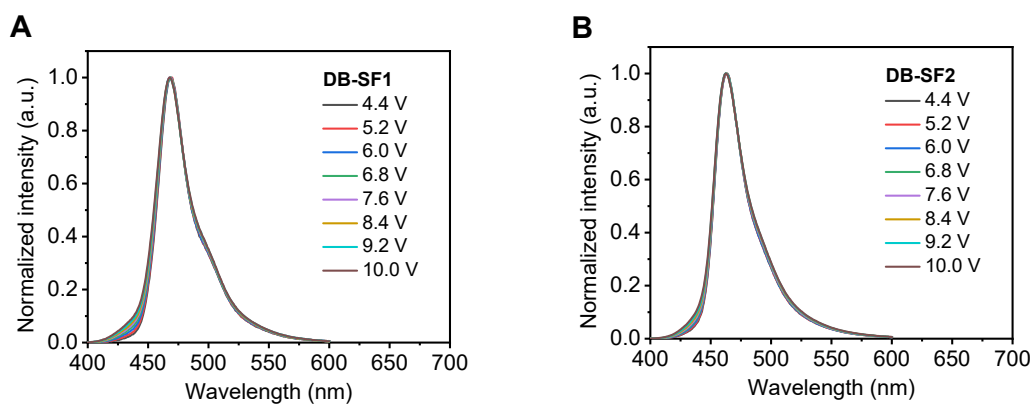 A
Normalized intensity (a.u.)
1.0
0.8
0.6
0.4
0.2
0.0
DB-SF1
4.4 V
5.2 V
6.0 V
6.8 V
7.6 V
8.4 V
9.2 V
10.0 V
400 450 500 550 600 650 700
Wavelength (nm)
B
Normalized intensity (a.u.)
1.0
0.8
0.6
0.4
0.2
0.0
DB-SF2
4.4 V
5.2 V
6.0 V
6.8 V
7.6 V
8.4 V
9.2 V
10.0 V
400 450 500 550 600 650 700
Wavelength (nm)